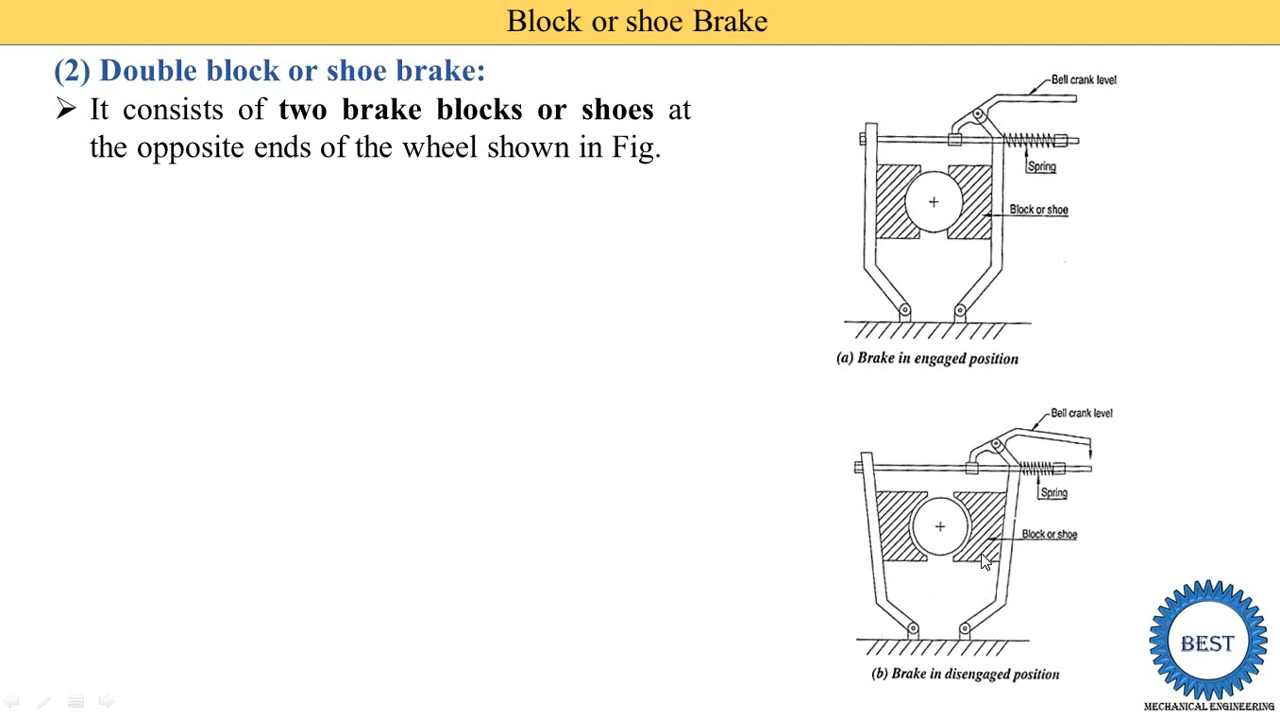 Block or shoe Brake
(2) Double block or shoe brake:
➢ It consists of two brake blocks or shoes at
the opposite ends of the wheel shown in Fig.
Bell crank level
Spring
Block or shoe
(a) Brake in engaged position
Bell crank level
Spring
Block or shoe
(b) Brake in disengaged position
BEST
MECHANICAL ENGINEERING